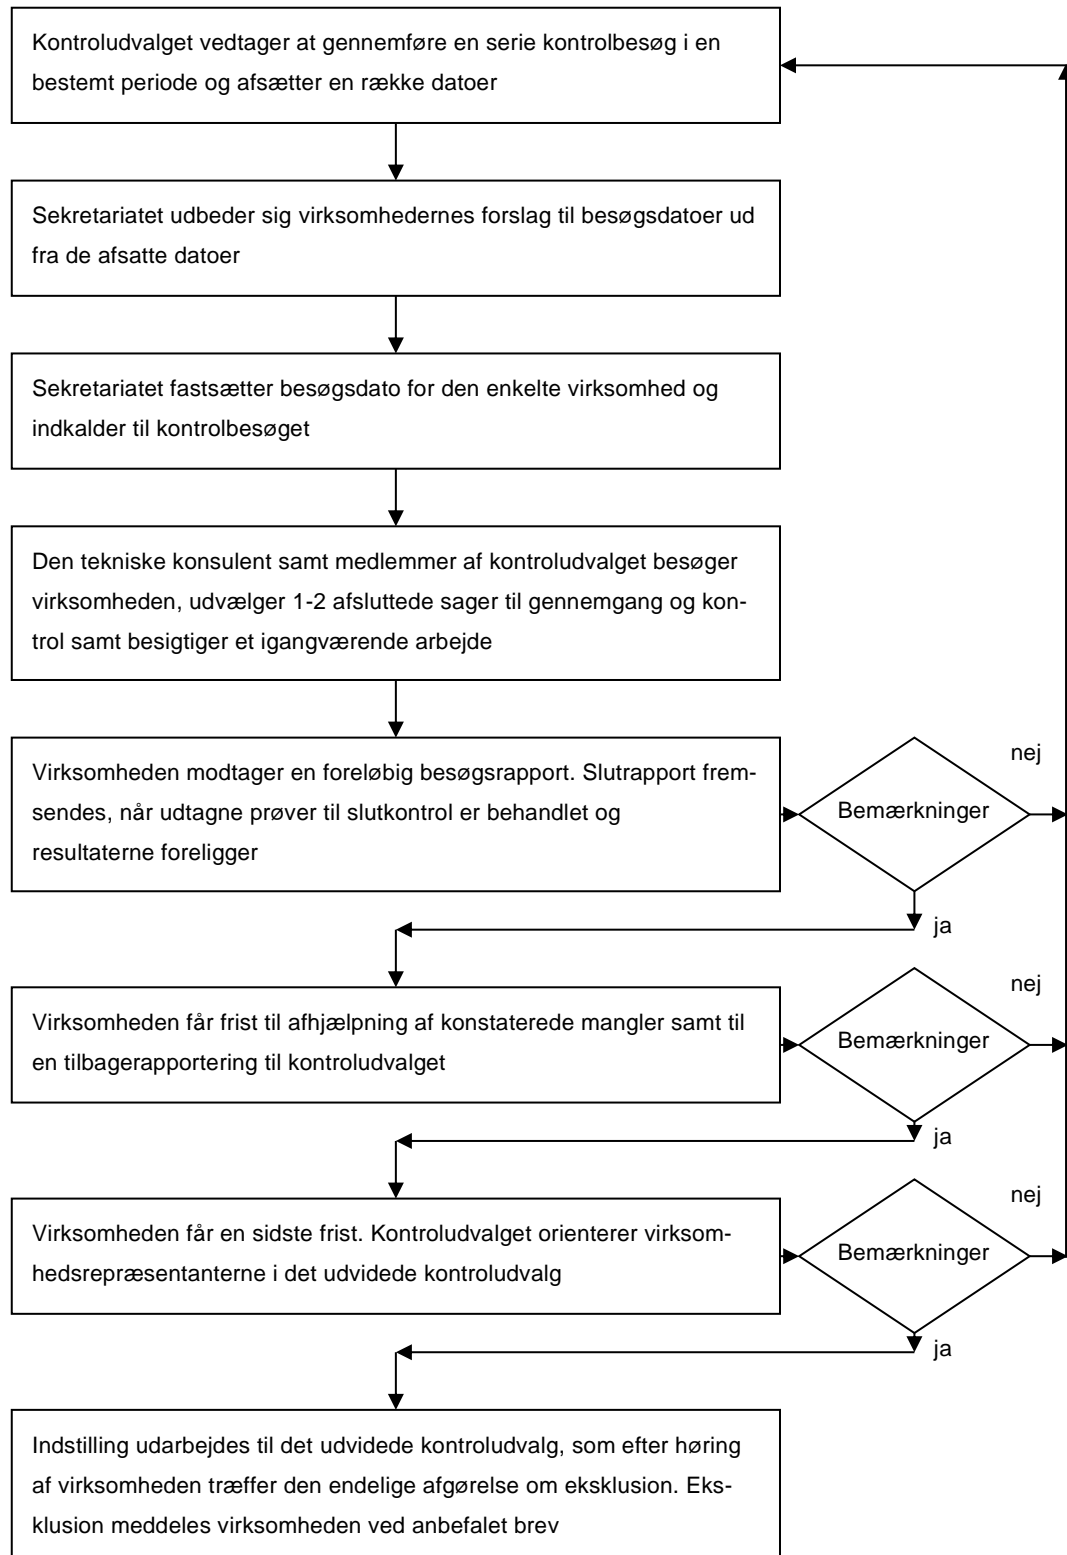 Kontroludvalget vedtager at gennemføre en serie kontrolbesøg i en
bestemt periode og afsætter en række datoer
Sekretariatet udbeder sig virksomhedernes forslag til besøgsdatoer ud
fra de afsatte datoer
Sekretariatet fastsætter besøgsdato for den enkelte virksomhed og
indkalder til kontrolbesøget
Den tekniske konsulent samt medlemmer af kontroludvalget besøger
virksomheden, udvælger 1-2 afsluttede sager til gennemgang og kon-
trol samt besigtiger et igangværende arbejde
Virksomheden modtager en foreløbig besøgsrapport. Slutrapport frem-
sendes, når udtagne prøver til slutkontrol er behandlet og
resultaterne foreligger
Bemærkninger
nej
ja
Virksomheden får frist til afhjælpning af konstaterede mangler samt til
en tilbagerapportering til kontroludvalget
Bemærkninger
nej
ja
Virksomheden får en sidste frist. Kontroludvalget orienterer virksom-
hedsrepræsentanterne i det udvidede kontroludvalg
Bemærkninger
nej
ja
Indstilling udarbejdes til det udvidede kontroludvalg, som efter høring
af virksomheden træffer den endelige afgørelse om eksklusion. Eks-
klusion meddeles virksomheden ved anbefalet brev